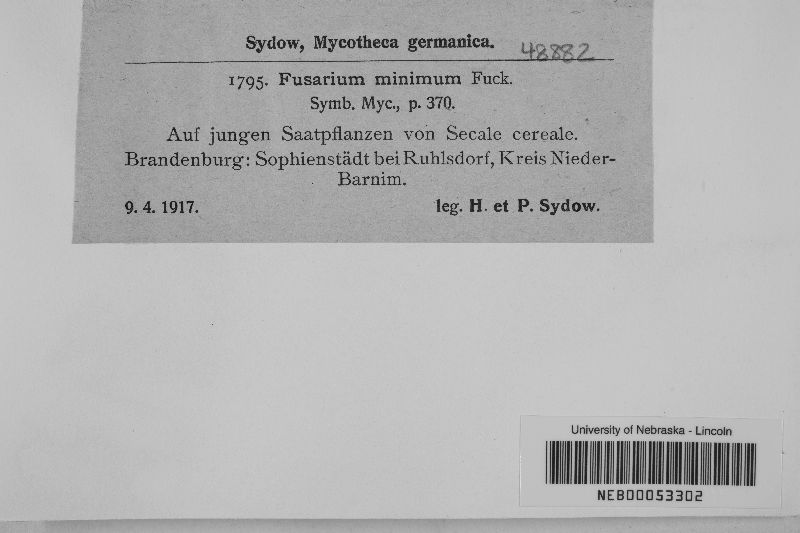 Sydow, Mycotheca germanica. 48882
1795. Fusarium minimum Fuck.
Symb. Myc., p. 370.
Auf jungen Saatpflanzen von Secale cereale.
Brandenburg: Sophienstädt bei Ruhlsdorf, Kreis Nieder-
Barnim.
9. 4. 1917. leg. H. et P. Sydow.
University of Nebraska - Lincoln
NEB00053302